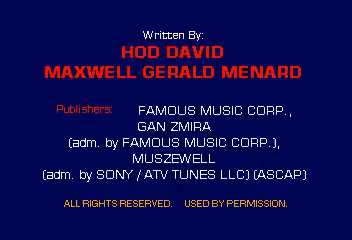 Written By:
HOD DAVID
MAXWELL GERALD MENARD
Publishers: FAMOUS MUSIC CORP.,
GAN ZMIRA
(adm. by FAMOUS MUSIC CORP.),
MUSZEWELL
(adm. by SONY / ATV TUNES LLC) (ASCAP)
ALL RIGHTS RESERVED. USED BY PERMISSION.